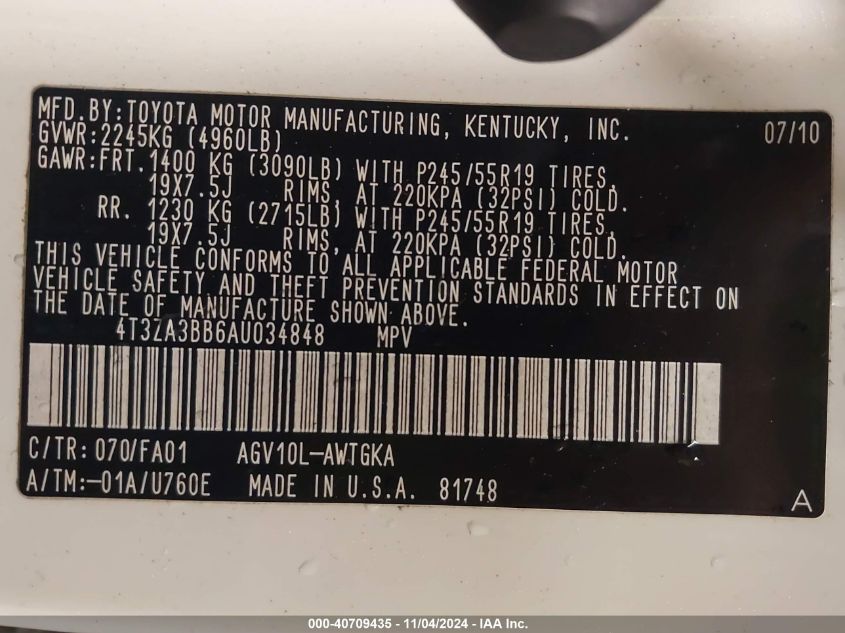 MFD.BY:TOYOTA MOTOR MANUFACTURING, KENTUCKY, INC. 07/10
GVWR:2245KG (4960LB)
GAWR:FRT. 1400 KG (3090LB) WITH P245/55R19 TIRES,
19X7.5J RIMS, AT 220KPA (32PSI) COLD.
RR. 1230 KG (2715LB) WITH P245/55R19 TIRES,
19X7.5J RIMS, AT 220KPA (32PSI) COLD.
THIS VEHICLE CONFORMS TO ALL APPLICABLE FEDERAL MOTOR
VEHICLE SAFETY AND THEFT PREVENTION STANDARDS IN EFFECT ON
THE DATE OF MANUFACTURE SHOWN ABOVE.
4T3ZA3BB6AU034848 MPV
C/TR: 070/FA01 AGV10L-AWTGKA
A/TM:-01A/U760E MADE IN U.S.A. 81748 A
000-40709435 - 11/04/2024 - IAA Inc.